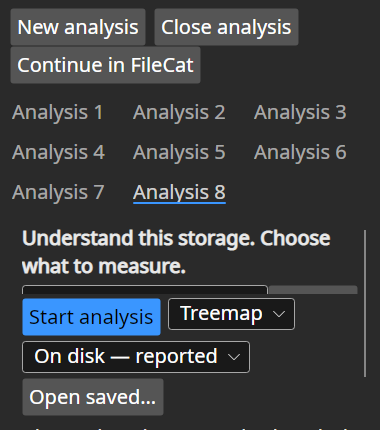 New analysis Close analysis
Continue in FileCat
Analysis 1 Analysis 2 Analysis 3
Analysis 4 Analysis 5 Analysis 6
Analysis 7 Analysis 8
Understand this storage. Choose
what to measure.
Start analysis Treemap
On disk — reported
Open saved...